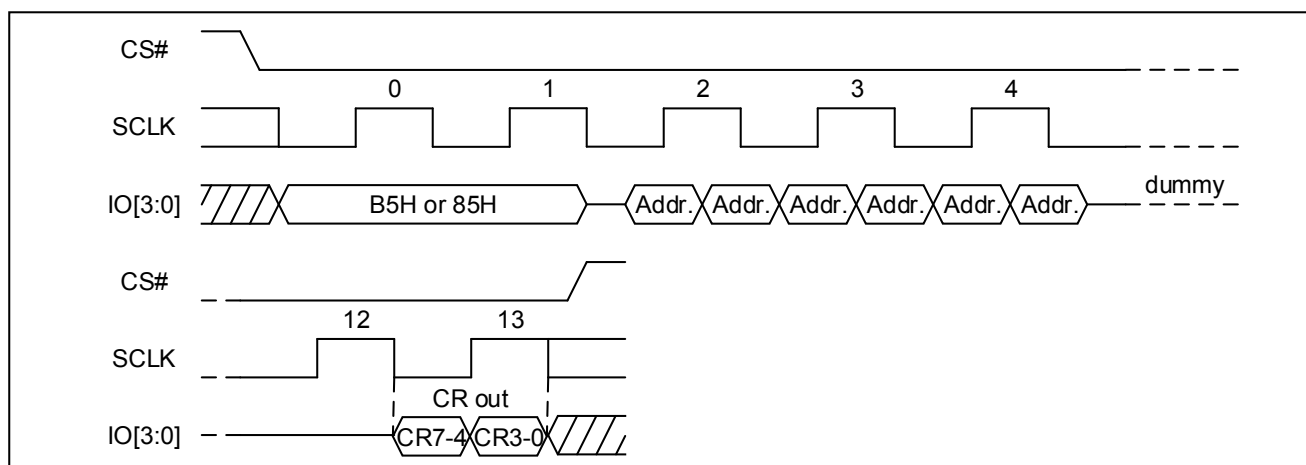 CS#
0 1 2 3 4
SCLK
dummy
IO[3:0] B5H or 85H Addr. Addr. Addr. Addr. Addr. Addr.
CS#
12 13
SCLK
CR out
IO[3:0] CR7-4 CR3-0